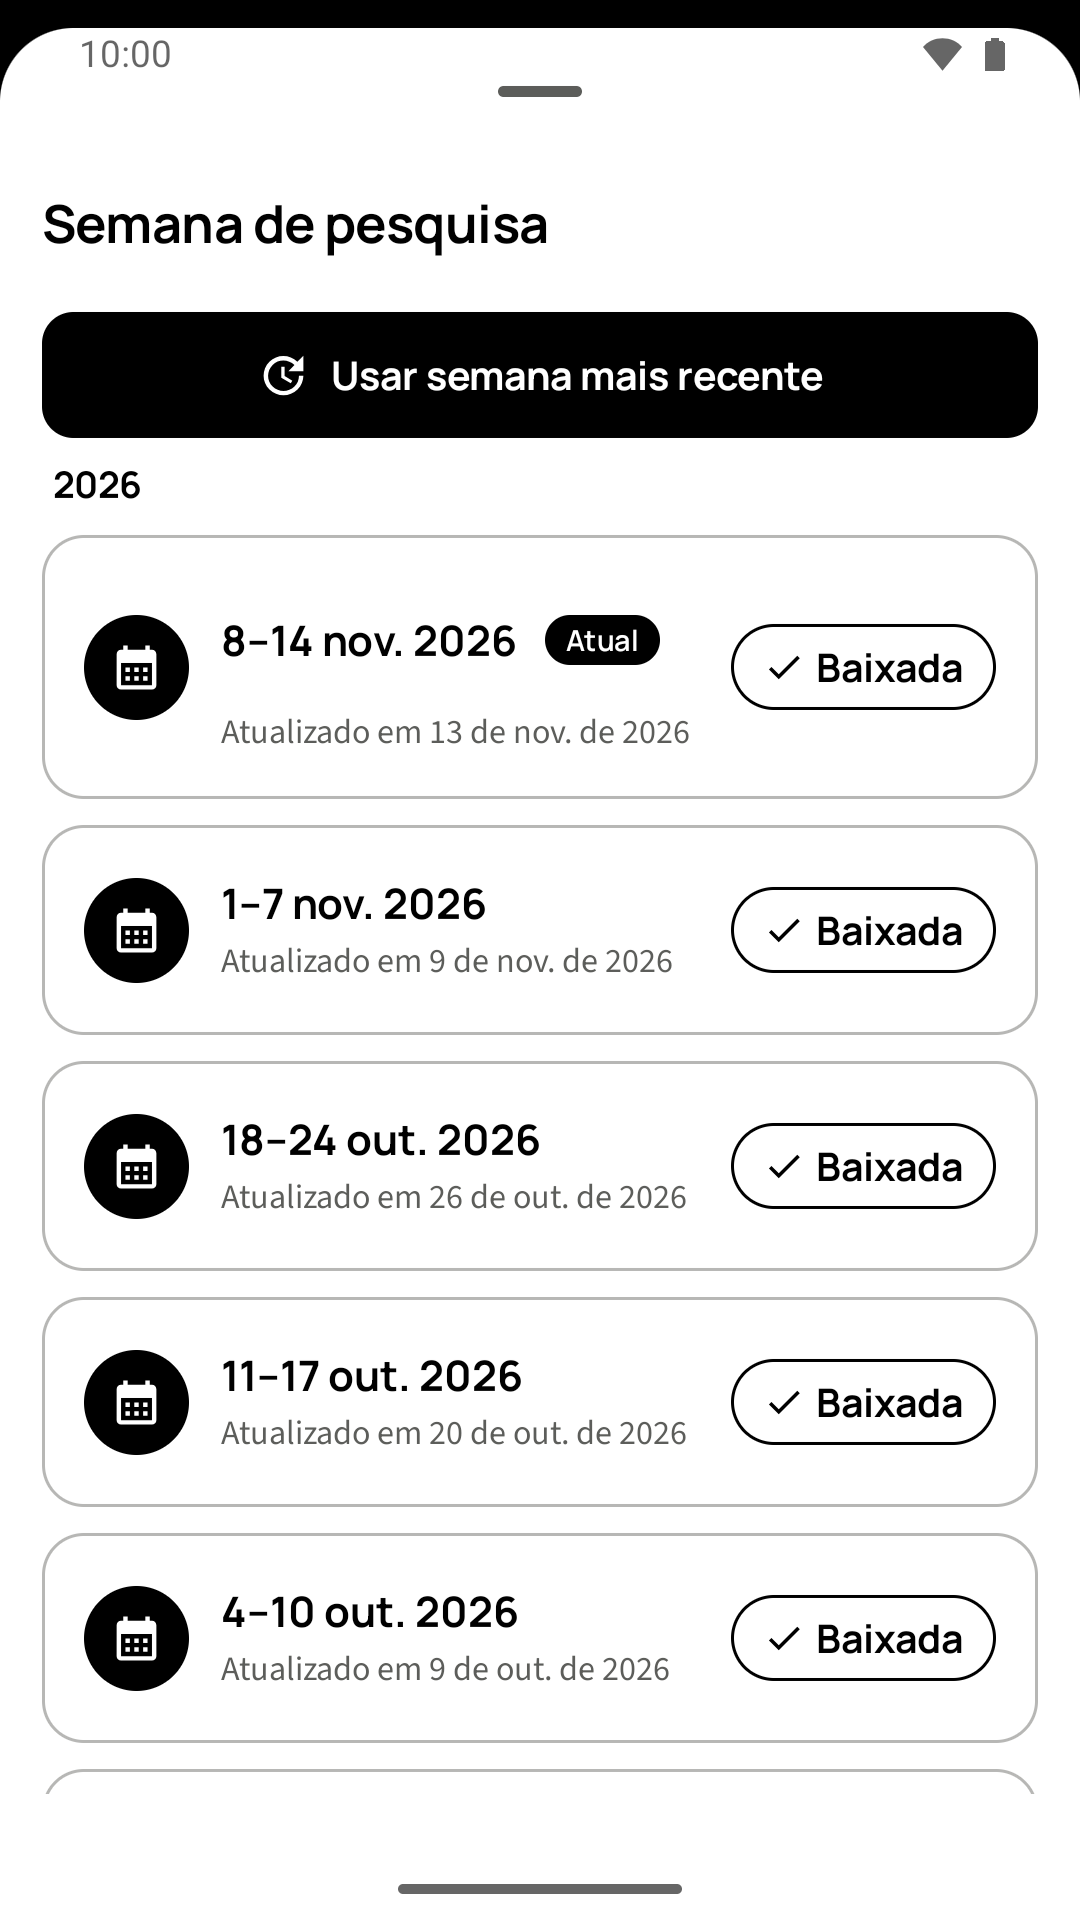 10:00
Semana de pesquisa
Usar semana mais recente
2026
8–14 nov. 2026 Atual
Baixada
Atualizado em 13 de nov. de 2026
1–7 nov. 2026
Atualizado em 9 de nov. de 2026
Baixada
18–24 out. 2026
Atualizado em 26 de out. de 2026
Baixada
11–17 out. 2026
Atualizado em 20 de out. de 2026
Baixada
4–10 out. 2026
Atualizado em 9 de out. de 2026
Baixada